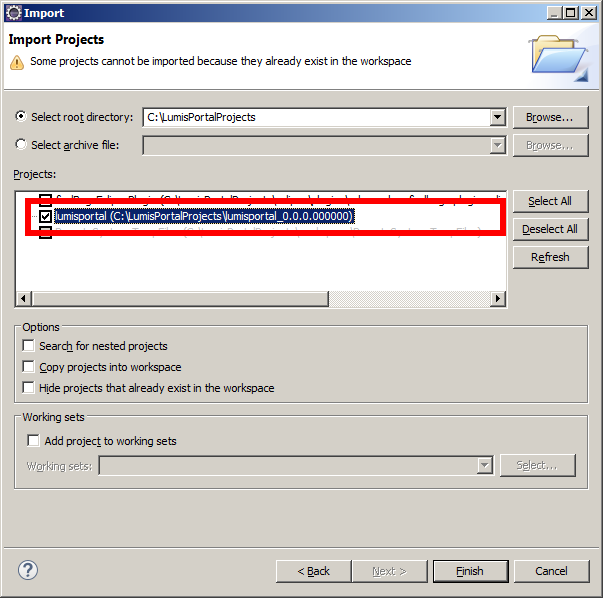 Import
Import Projects
Some projects cannot be imported because they already exist in the workspace
Select root directory:
C:\LumisPortalProjects
Browse...
Select archive file:
Browse...
Projects:
Select All
lumisportal (C:\LumisPortalProjects\lumisportal_0.0.0.000000)
Deselect All
Refresh
Options
Search for nested projects
Copy projects into workspace
Hide projects that already exist in the workspace
Working sets
Add project to working sets
Working sets:
Select...
< Back
Next >
Finish
Cancel